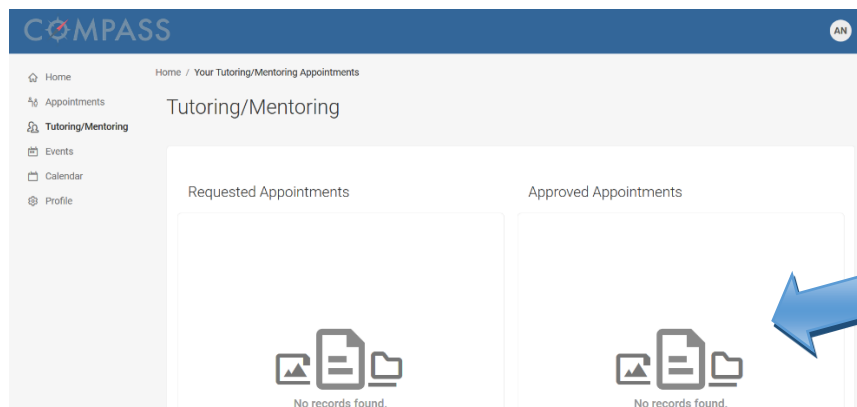 COMPASS
AN
Home
Appointments
Tutoring/Mentoring
Events
Calendar
Profile
Home / Your Tutoring/Mentoring Appointments
Tutoring/Mentoring
Requested Appointments
Approved Appointments
No records found.
No records found.